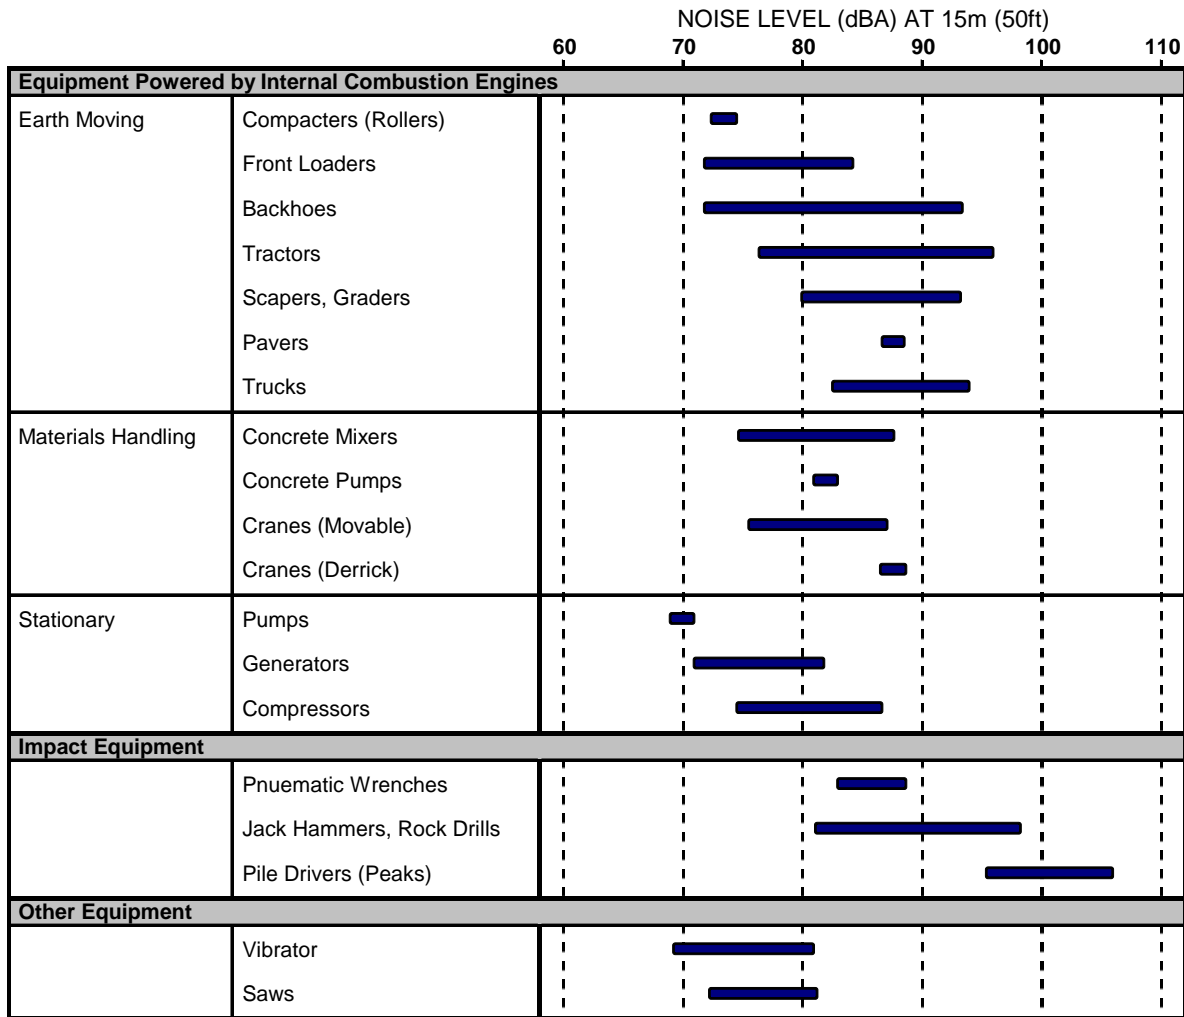 NOISE LEVEL (dBA) AT 15m (50ft)
60 70 80 90 100 110
Equipment Powered by Internal Combustion Engines
Earth Moving Compacters (Rollers)
Front Loaders
Backhoes
Tractors
Scapers, Graders
Pavers
Trucks
Materials Handling Concrete Mixers
Concrete Pumps
Cranes (Movable)
Cranes (Derrick)
Stationary Pumps
Generators
Compressors
Impact Equipment
Pnuematic Wrenches
Jack Hammers, Rock Drills
Pile Drivers (Peaks)
Other Equipment
Vibrator
Saws